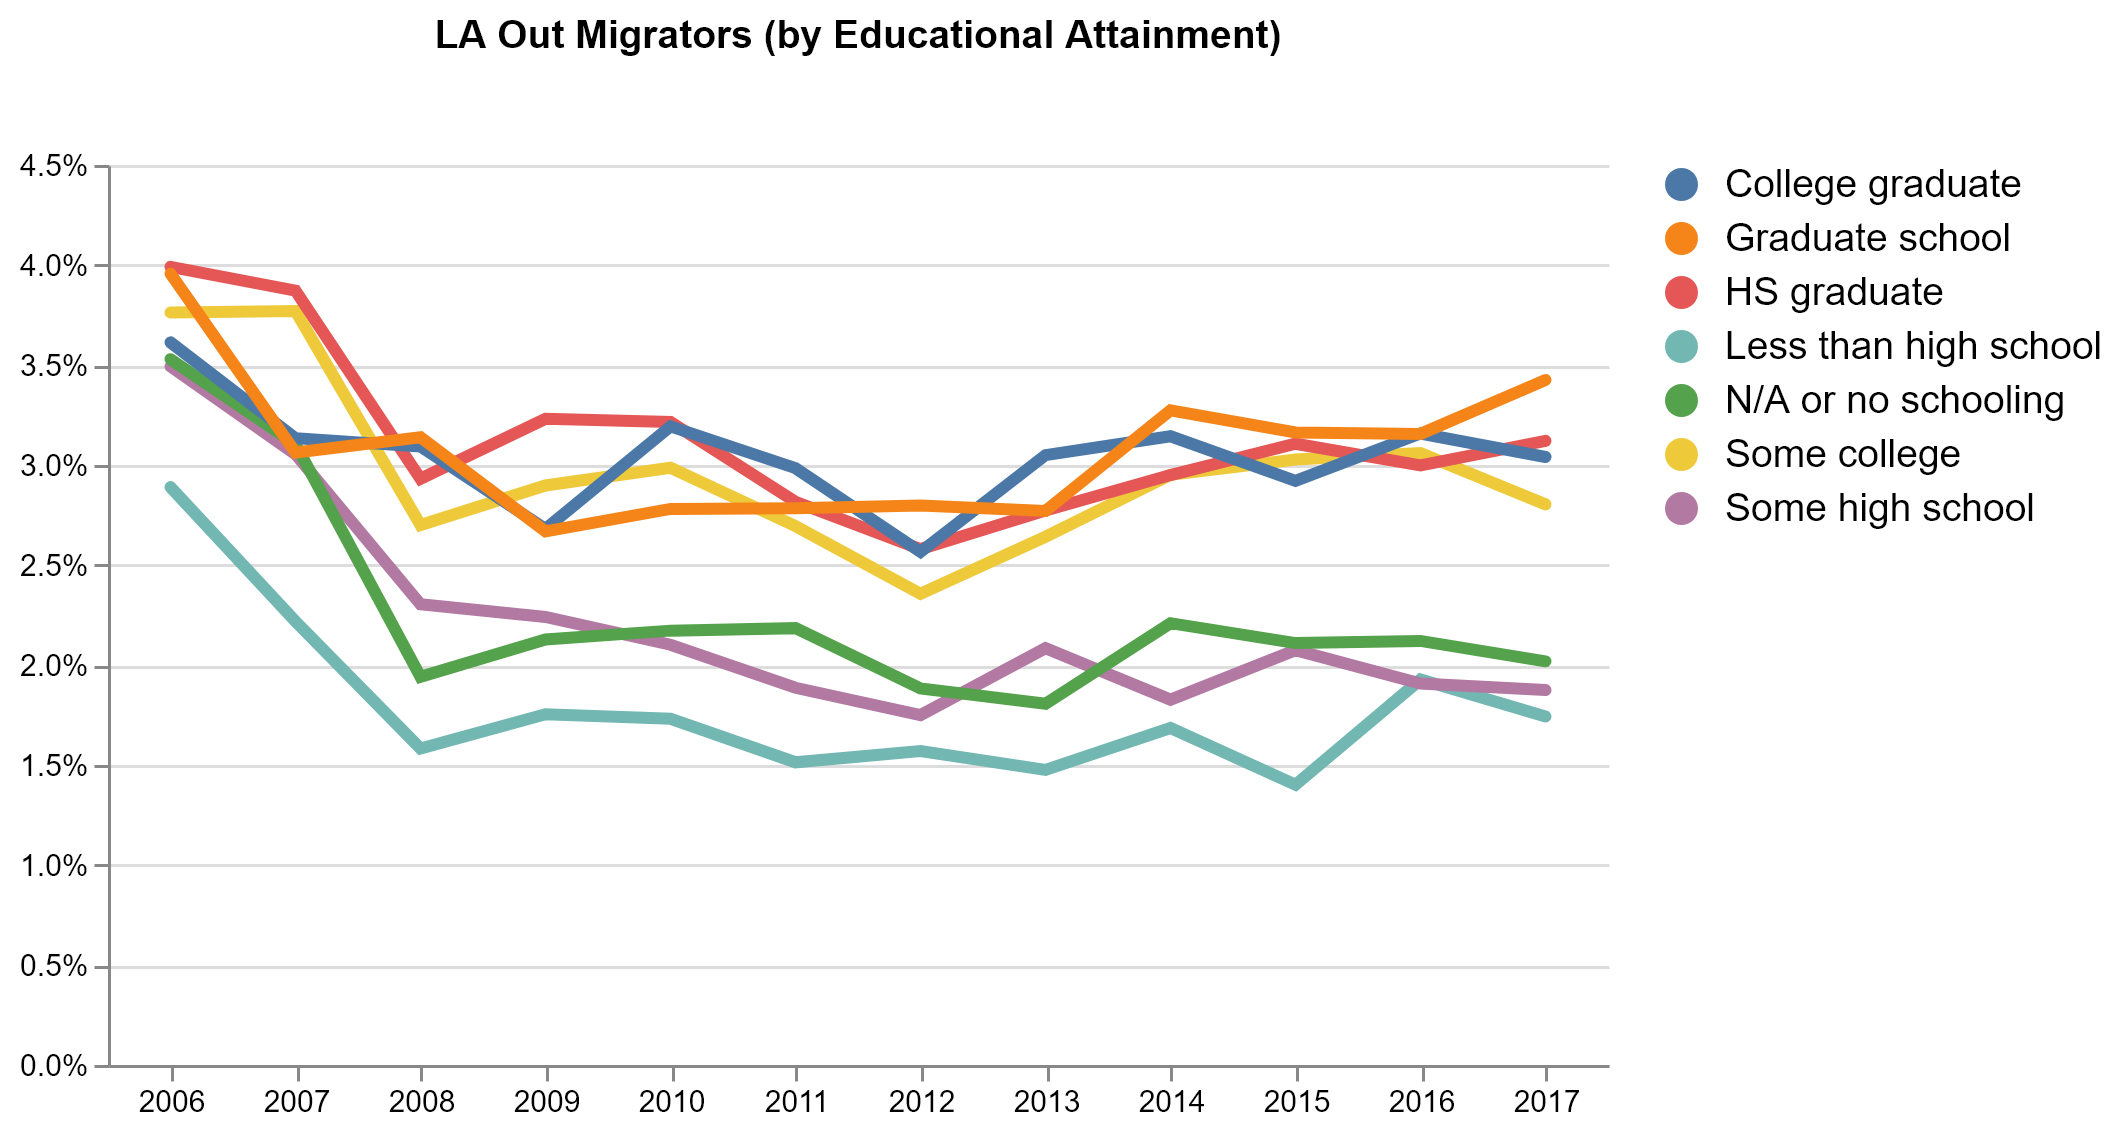 LA Out Migrators (by Educational Attainment)
4.5%
4.0%
3.5%
3.0%
2.5%
2.0%
1.5%
1.0%
0.5%
0.0%
2006 2007 2008 2009 2010 2011 2012 2013 2014 2015 2016 2017
College graduate
Graduate school
HS graduate
Less than high school
N/A or no schooling
Some college
Some high school